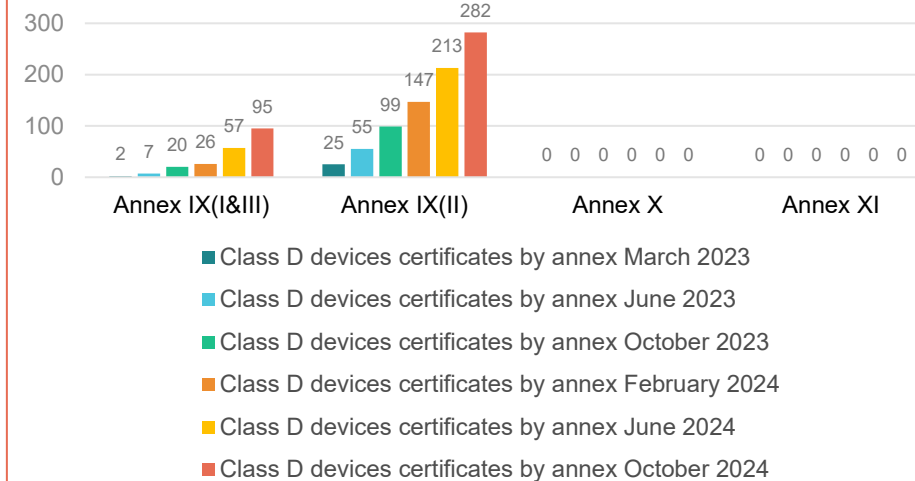 300
200
100
0
282
213
147
99
95
57
55
25
26
20
7
2
0 0 0 0 0 0
0 0 0 0 0 0
Annex IX(I&III) Annex IX(II) Annex X Annex XI
Class D devices certificates by annex March 2023
Class D devices certificates by annex June 2023
Class D devices certificates by annex October 2023
Class D devices certificates by annex February 2024
Class D devices certificates by annex June 2024
Class D devices certificates by annex October 2024